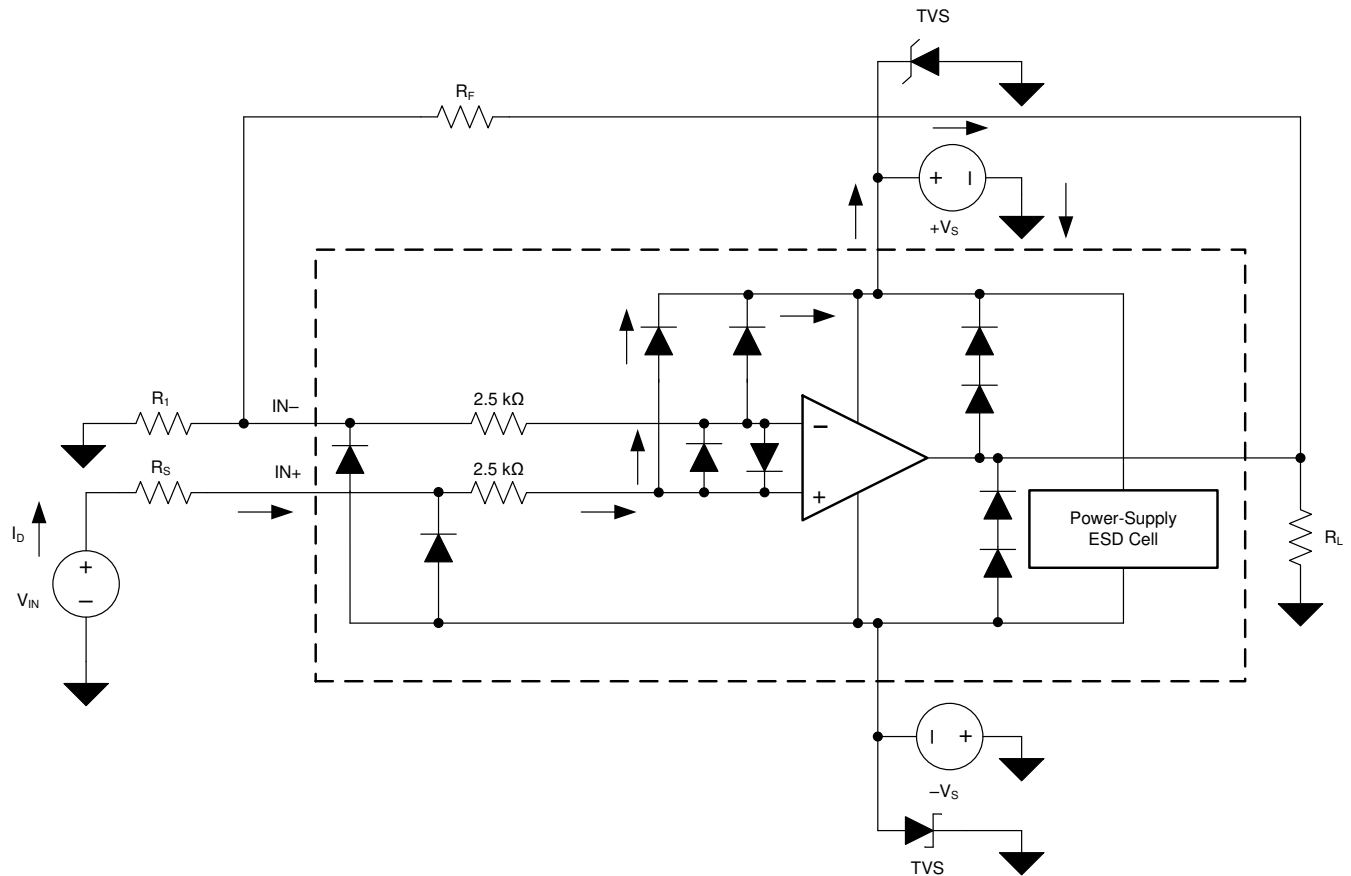 TVS
R_F
+ –
+V_S
R_1
IN–
2.5 kΩ
–
R_S
IN+
2.5 kΩ
+
Power-Supply
ESD Cell
R_L
I_D
+
V_IN
–
– +
–V_S
TVS